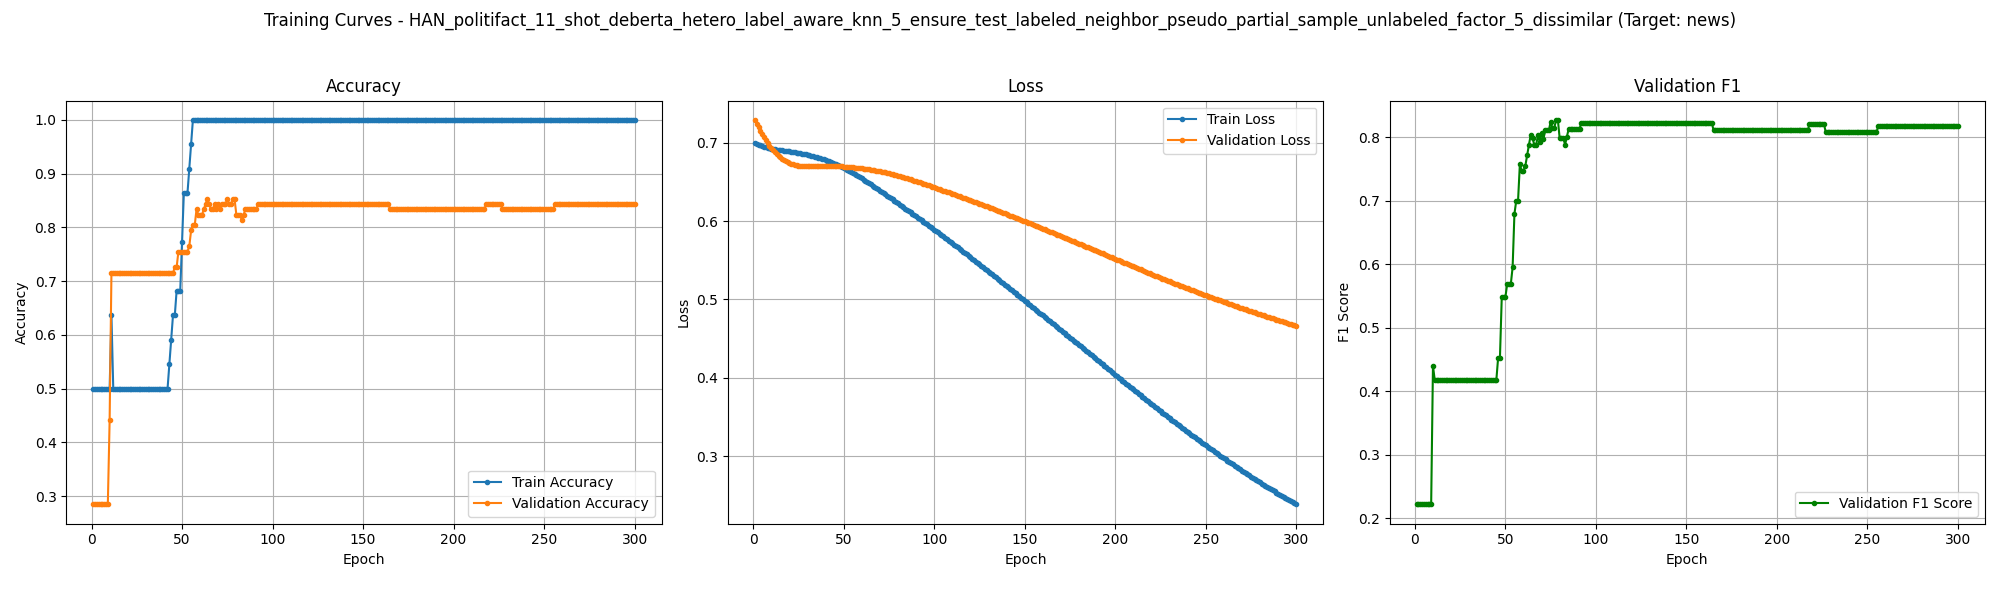 Training Curves - HAN_politifact_11_shot_deberta_hetero_label_aware_knn_5_ensure_test_labeled_neighbor_pseudo_partial_sample_unlabeled_factor_5_dissimilar (Target: news)
Accuracy
1.0
0.9
0.8
0.7
0.6
0.5
0.4
0.3
Accuracy
Train Accuracy
Validation Accuracy
0 50 100 150 200 250 300
Epoch
Loss
0.7
0.6
0.5
0.4
0.3
Loss
Train Loss
Validation Loss
0 50 100 150 200 250 300
Epoch
Validation F1
0.8
0.7
0.6
0.5
0.4
0.3
0.2
F1 Score
Validation F1 Score
0 50 100 150 200 250 300
Epoch